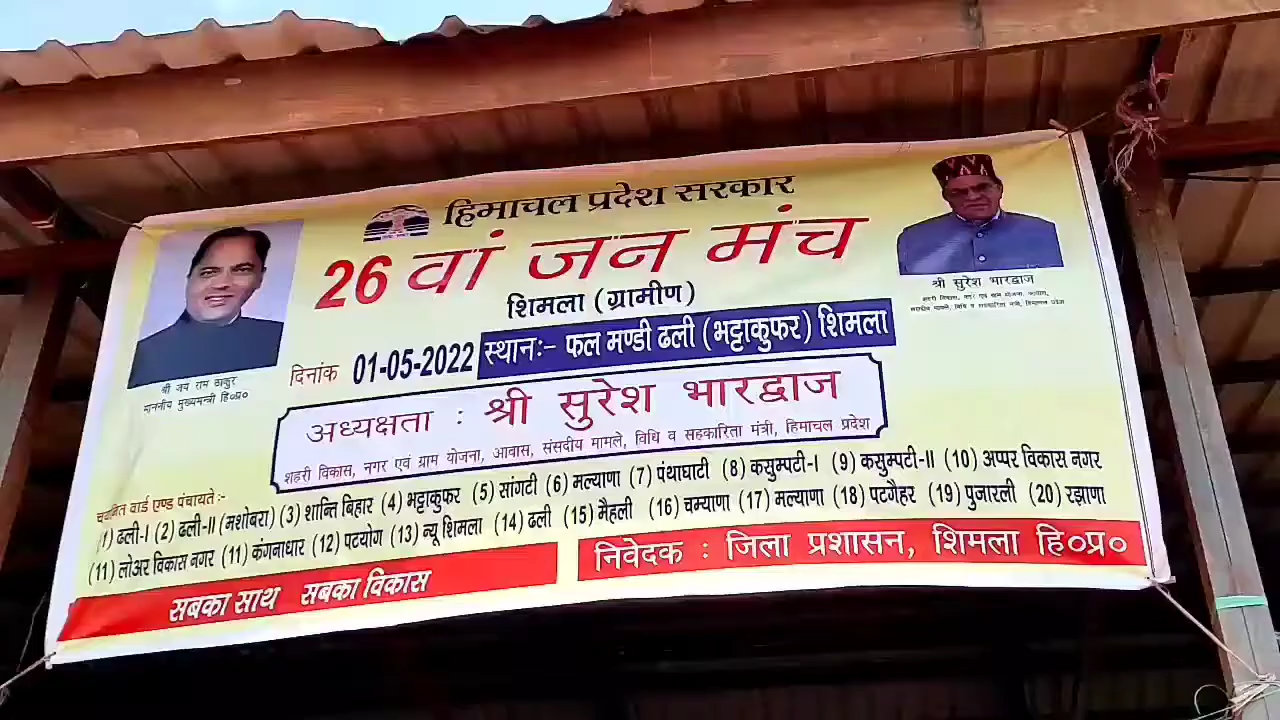 हिमाचल प्रदेश सरकार
26 वां जन मंच
शिमला (ग्रामीण)
दिनांक 01-05-2022 स्थानः- फल मण्डी ढली (भट्टाकुफर) शिमला
श्री जय राम ठाकुर
माननीय मुख्यमन्त्री हि०प्र०
श्री सुरेश भारद्वाज
शहरी विकास, नगर एवं ग्राम योजना, आवास,
संसदीय मामले, विधि व सहकारिता मंत्री, हिमाचल प्रदेश
अध्यक्षता : श्री सुरेश भारद्वाज
शहरी विकास, नगर एवं ग्राम योजना, आवास, संसदीय मामले, विधि व सहकारिता मंत्री, हिमाचल प्रदेश
चयनित वार्ड एण्ड पंचायते :-
(1) ढली-I (2) ढली-II (मशोबरा) (3) शान्ति बिहार (4) भट्टाकुफर (5) सांगटी (6) मल्याणा (7) पंथाघाटी (8) कसुम्पटी-I (9) कसुम्पटी-II (10) अप्पर विकास नगर
(11) लोअर विकास नगर (11) कंगनाधार (12) पटयोग (13) न्यू शिमला (14) ढली (15) मैहली (16) चम्याणा (17) मल्याणा (18) पटगैहर (19) पुजारली (20) रझाणा
सबका साथ सबका विकास
निवेदक : जिला प्रशासन, शिमला हि०प्र०